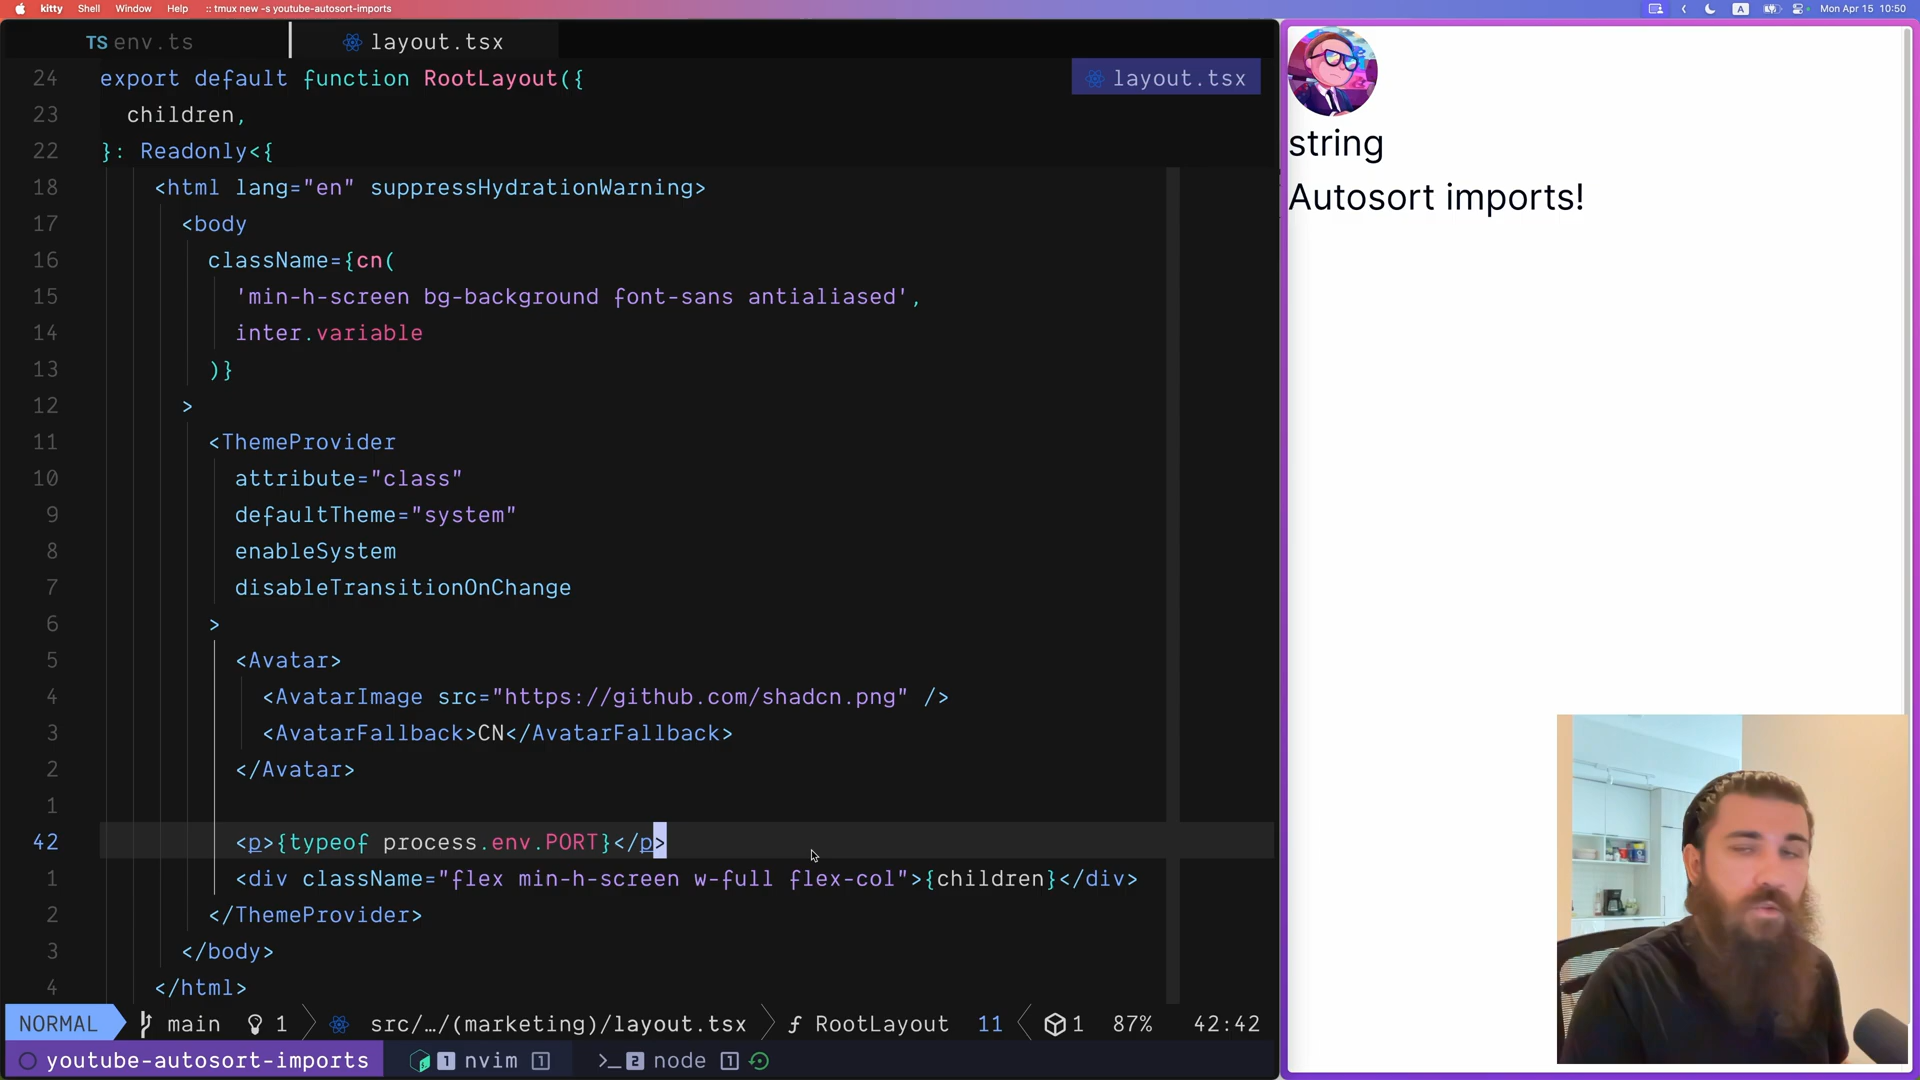 kitty Shell Window Help :: tmux new -s youtube-autosort-imports A Mon Apr 15 10:50
TS env.ts layout.tsx
24 export default function RootLayout({ layout.tsx
23 children,
22 }: Readonly<{
18 <html lang="en" suppressHydrationWarning>
17 <body
16 className={cn(
15 'min-h-screen bg-background font-sans antialiased',
14 inter.variable
13 )}
12 >
11 <ThemeProvider
10 attribute="class"
9 defaultTheme="system"
8 enableSystem
7 disableTransitionOnChange
6 >
5 <Avatar>
4 <AvatarImage src="https://github.com/shadcn.png" />
3 <AvatarFallback>CN</AvatarFallback>
2 </Avatar>
1
42 <p>{typeof process.env.PORT}</p>
1 <div className="flex min-h-screen w-full flex-col">{children}</div>
2 </ThemeProvider>
3 </body>
4 </html>
NORMAL main 1 src/…/(marketing)/layout.tsx RootLayout 11 1 87% 42:42
youtube-autosort-imports 1 nvim 1 >_ 2 node 1
string
Autosort imports!